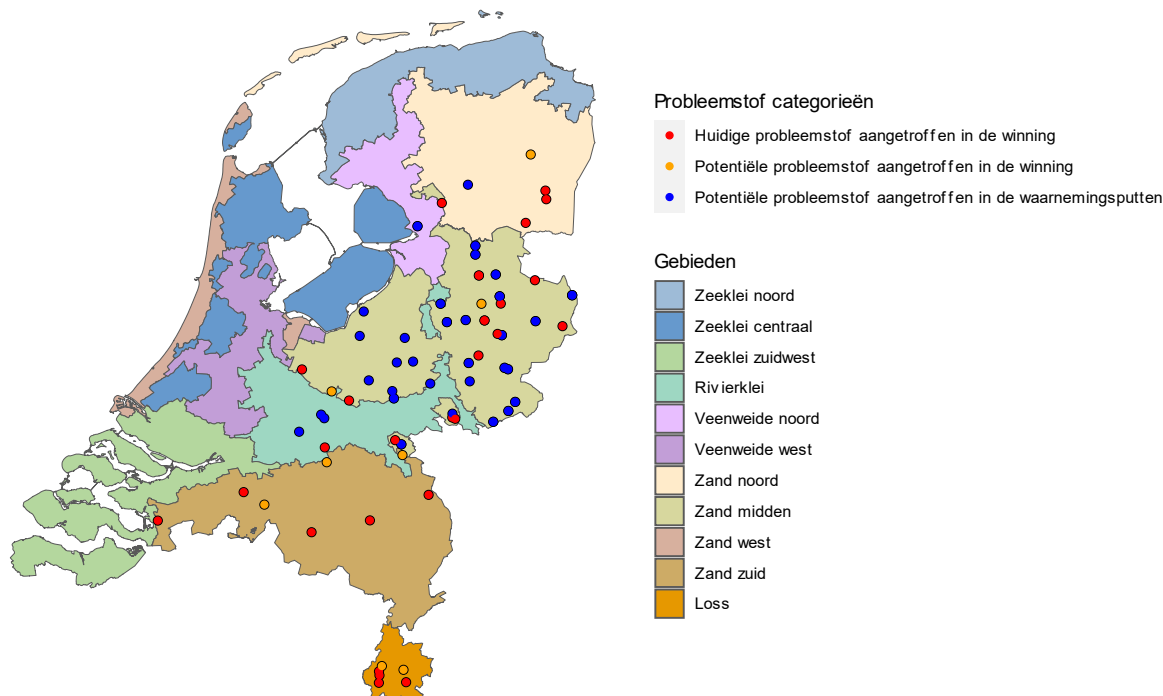 Probleemstof categorieën
Huidige probleemstof aangetroffen in de winning
Potentiële probleemstof aangetroffen in de winning
Potentiële probleemstof aangetroffen in de waarnemingsputten
Gebieden
Zeeklei noord
Zeeklei centraal
Zeeklei zuidwest
Rivierklei
Veenweide noord
Veenweide west
Zand noord
Zand midden
Zand west
Zand zuid
Loss